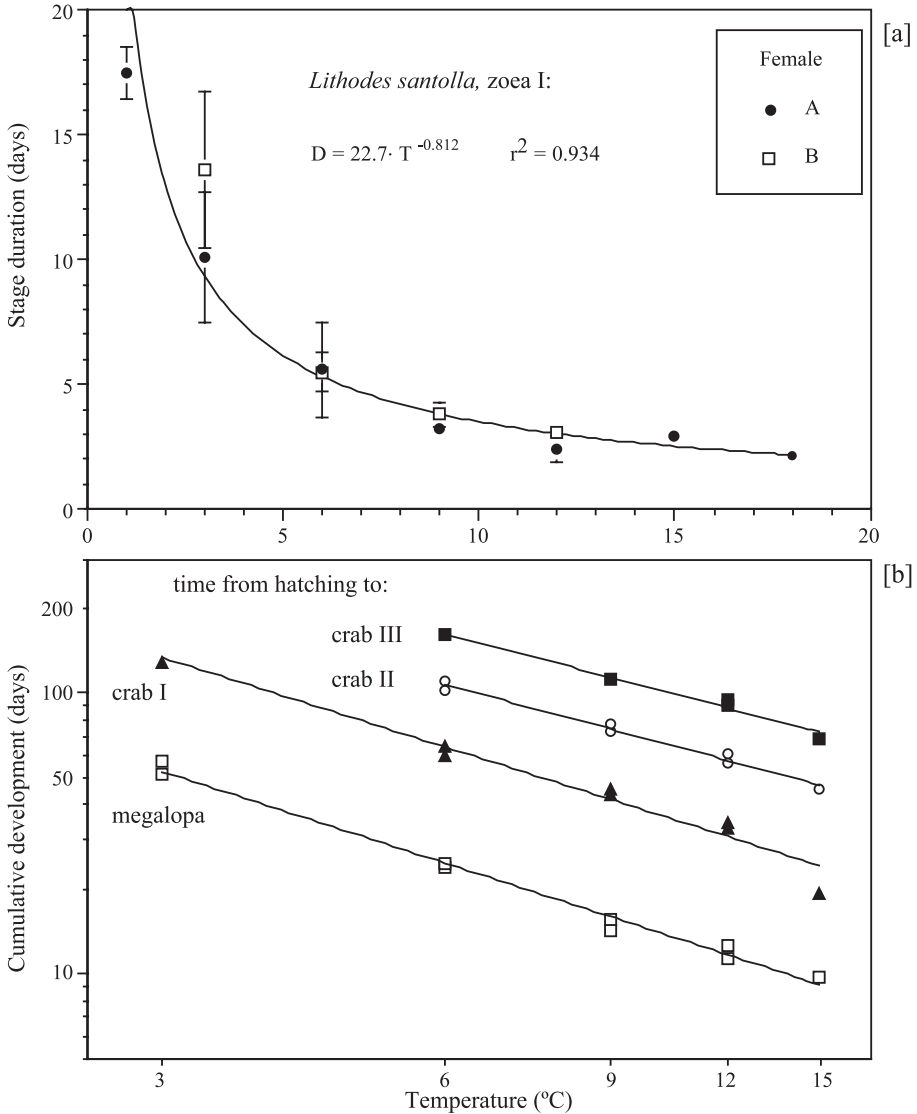 [a]
20
15
10
5
0
Stage duration (days)
Lithodes santolla, zoea I:
D = 22.7· T -0.812 r2 = 0.934
Female
A
B
0 5 10 15 20
[b]
time from hatching to:
200
100
50
10
Cumulative development (days)
crab III
crab II
crab I
megalopa
3 6 9 12 15
Temperature (ºC)